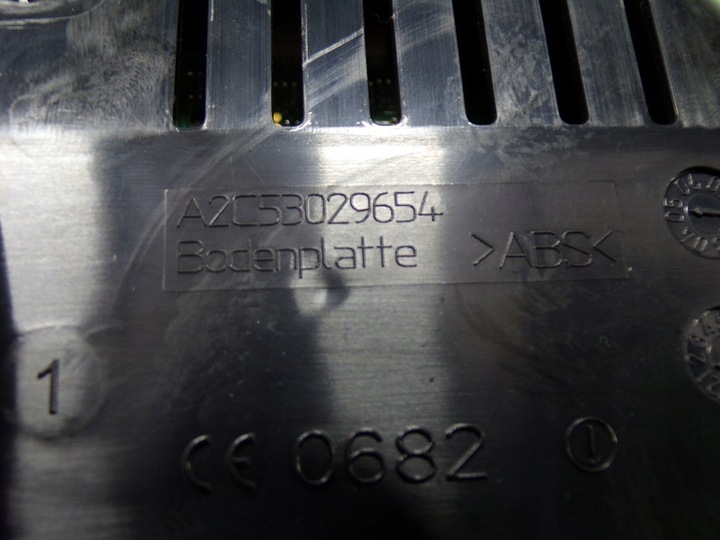 A2C53029654
Bodenplatte >ABS<
1
CE 0682